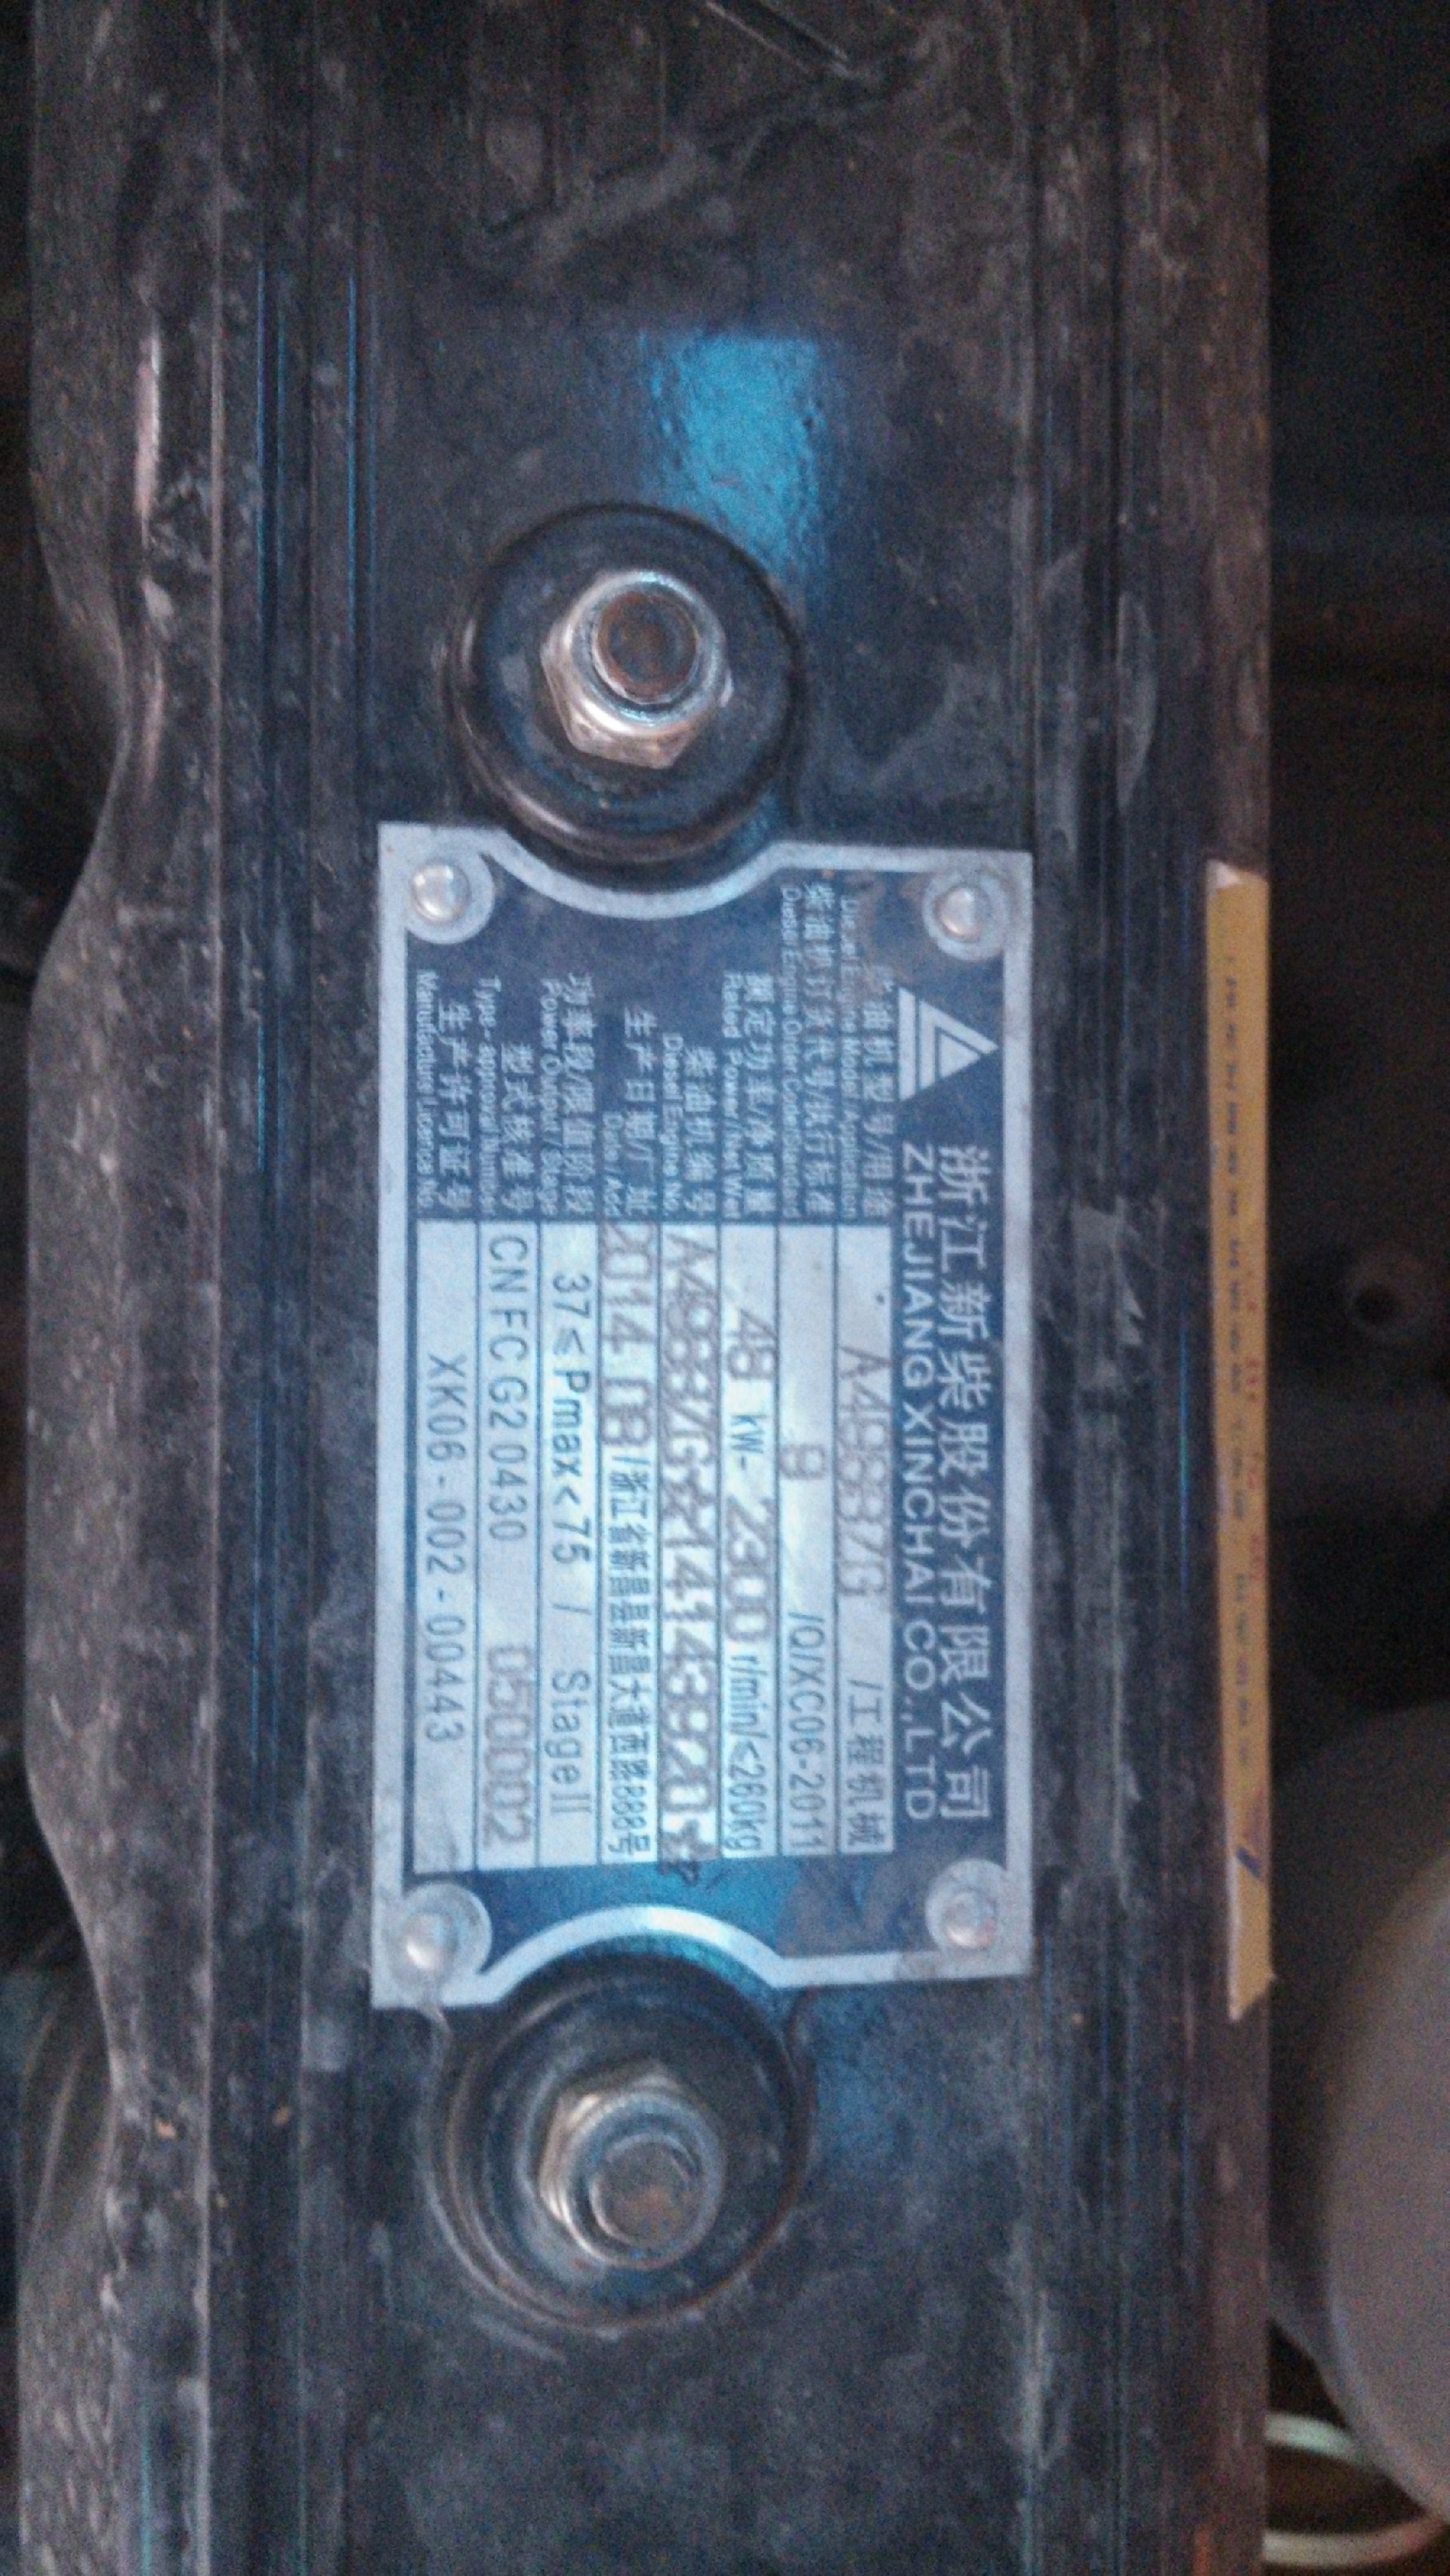 浙江新柴股份有限公司
ZHEJIANG XINCHAI CO.,LTD
柴油机型号/用途 A498BZG /工程机械
Diesel Engine Model / Application
柴油机订货代号/执行标准 9 /Q/XC06-2011
Diesel Engine Order Code/Standard
额定功率/净质量 48 kW- 2300 r/min/<260kg
Rated Power / Net Wet
柴油机编号
Diesel Engine No.
生产日期/厂址 2014 08 /浙江省新昌县新昌大道西路888号
Date / Add
功率段/限值阶段 37≤Pmax<75 / StageII
Power Output / Stage
型式核准号 CNFC G2 0430 050002
Type-approval Number
生产许可证号 XK06-002-00443
Manufacture Licence No.